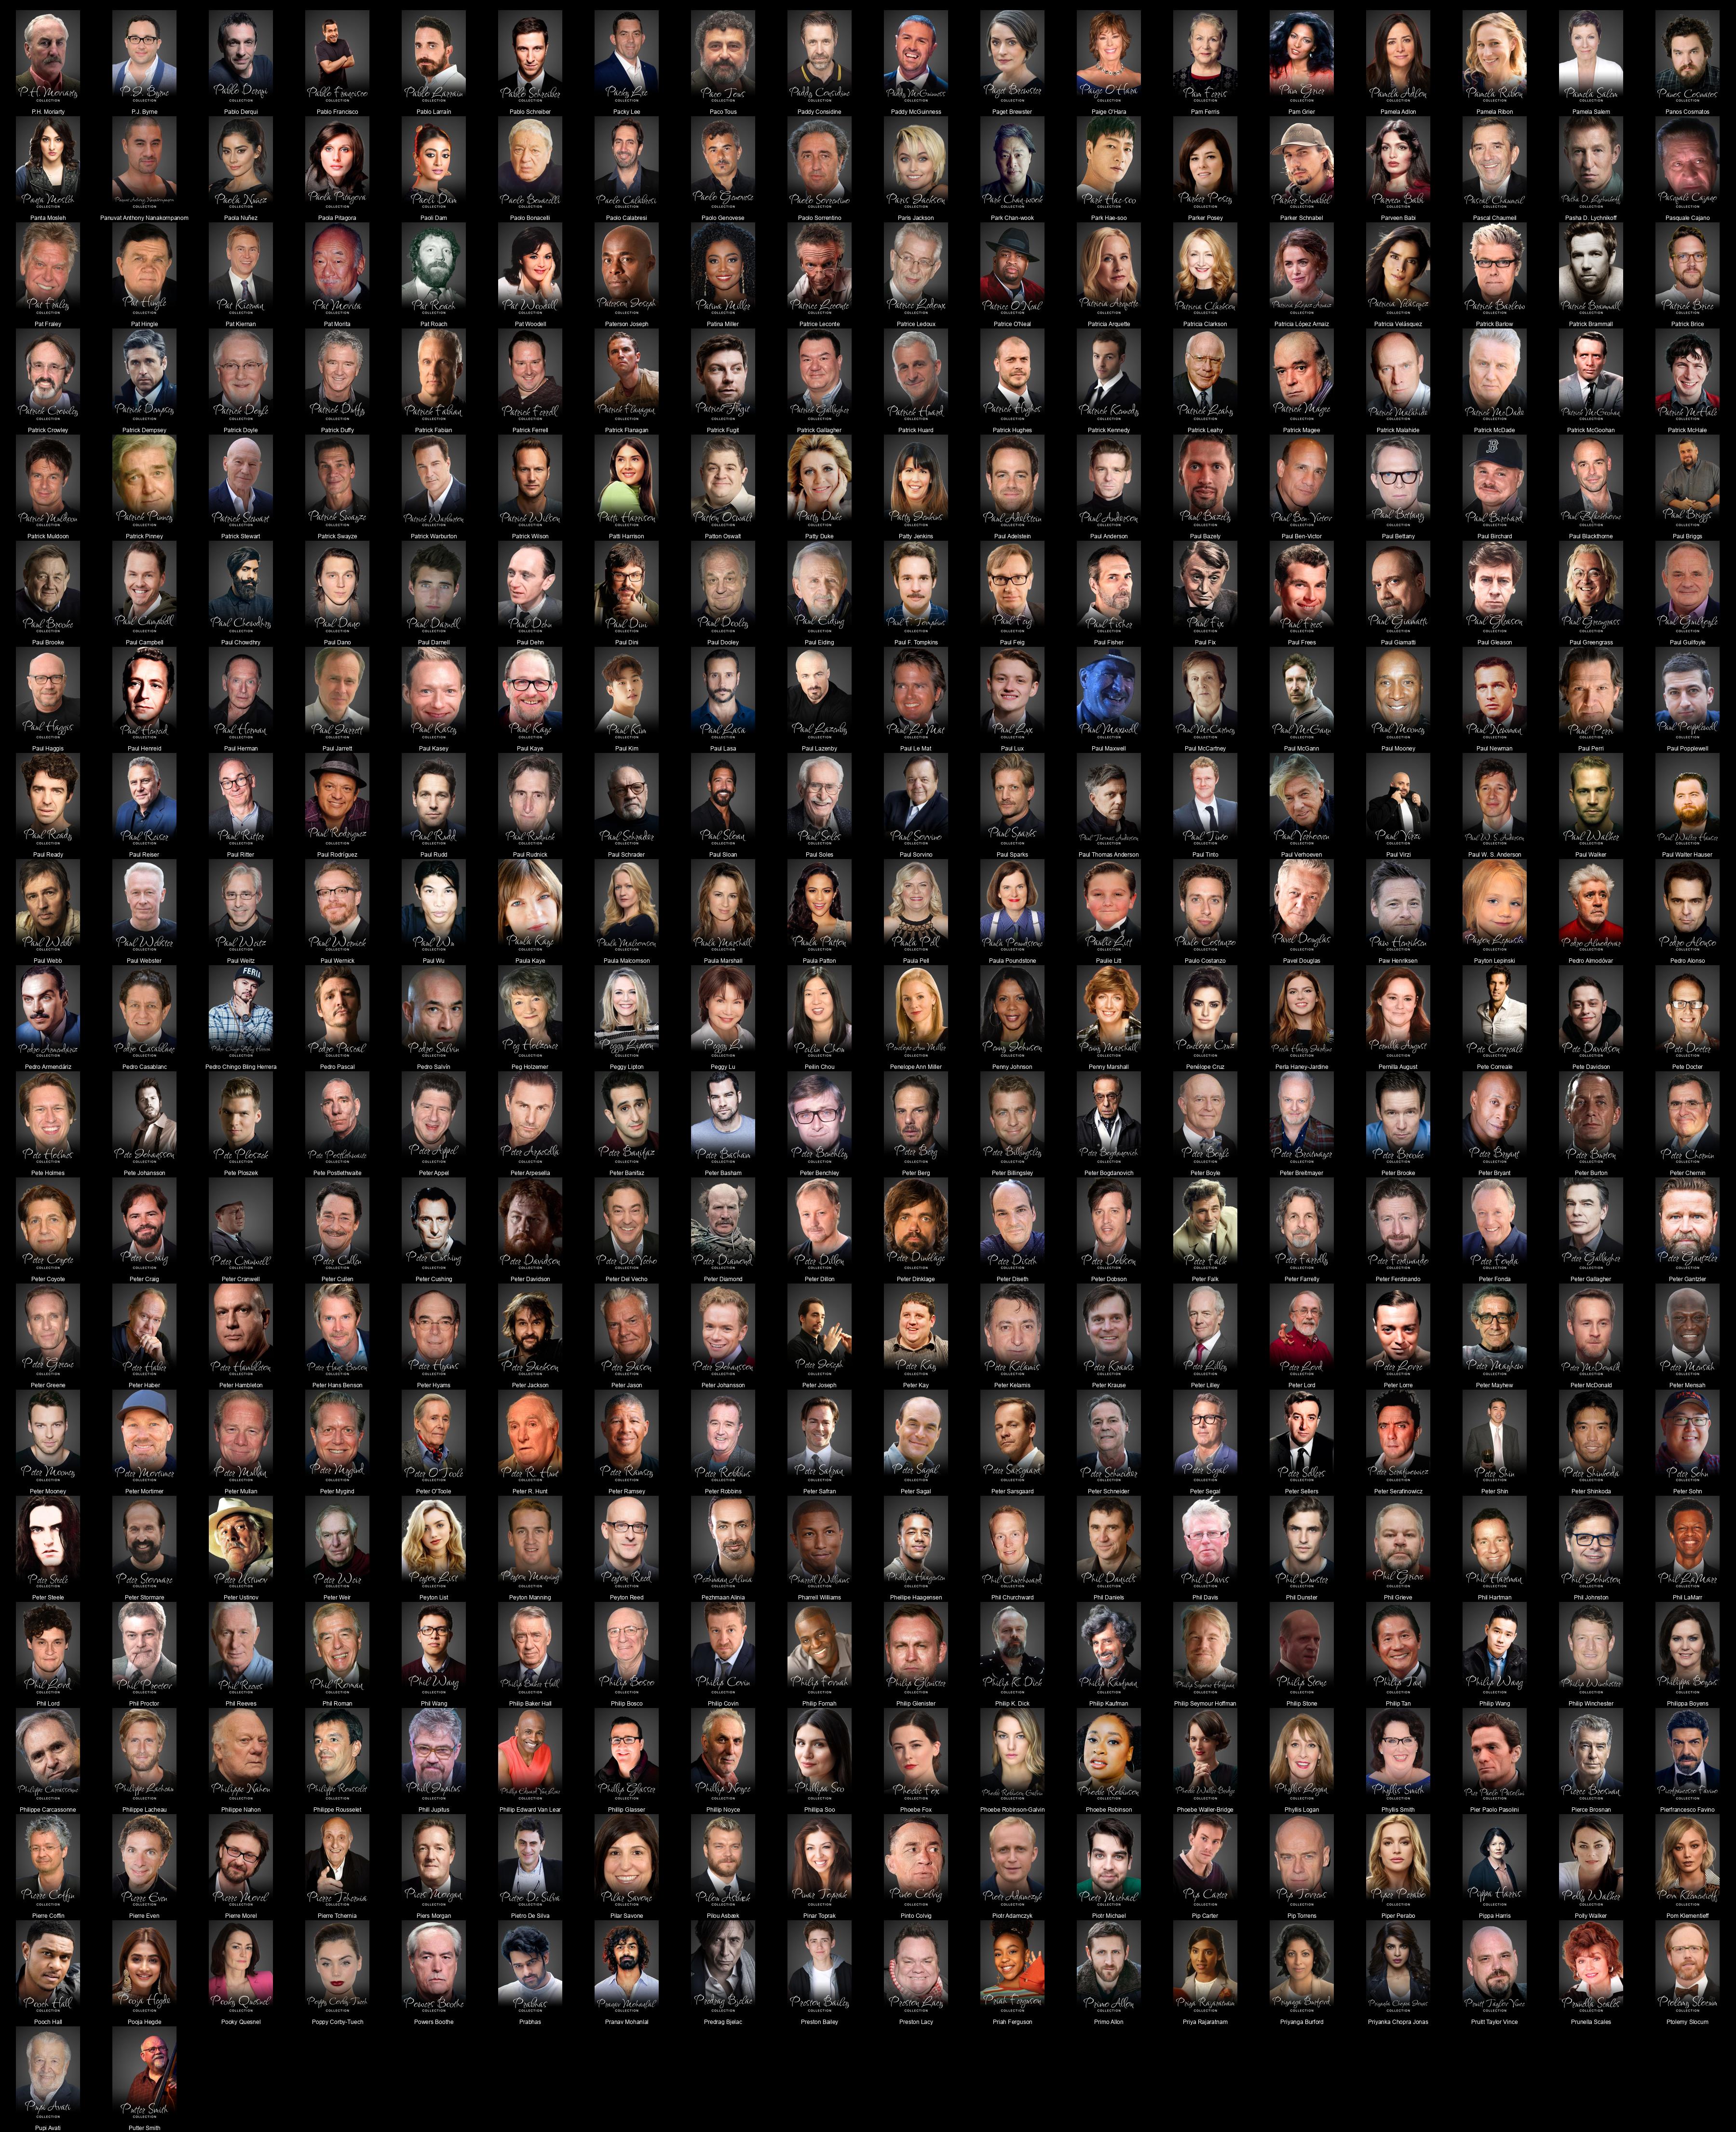 P.H. Moriarty P.J. Byrne Pablo Derqui Pablo Francisco Pablo Larraín Pablo Schreiber Packy Lee Paco Tous Paddy Considine Paddy McGuinness Paget Brewster Paige O'Hara Pam Ferris Pam Grier Pamela Adlon Pamela Ribon Pamela Salem Panos Cosmatos
Panta Mosleh Panuvat Anthony Nanakornpanom Paola Nuñez Paola Pitagora Paoli Dam Paolo Bonacelli Paolo Calabresi Paolo Genovese Paolo Sorrentino Paris Jackson Park Chan-wook Park Hae-soo Parker Posey Parker Schnabel Parveen Babi Pascal Chaumeil Pasha D. Lychnikoff Pasquale Cajano
Pat Fraley Pat Hingle Pat Kiernan Pat Morita Pat Roach Pat Woodell Paterson Joseph Patina Miller Patrice Leconte Patrice Ledoux Patrice O'Neal Patricia Arquette Patricia Clarkson Patricia López Arnaiz Patricia Velásquez Patrick Barlow Patrick Brammall Patrick Brice
Patrick Crowley Patrick Dempsey Patrick Doyle Patrick Duffy Patrick Fabian Patrick Ferrell Patrick Flanagan Patrick Fugit Patrick Gallagher Patrick Huard Patrick Hughes Patrick Kennedy Patrick Leahy Patrick Magee Patrick Malahide Patrick McDade Patrick McGoohan Patrick McHale
Patrick Muldoon Patrick Pinney Patrick Stewart Patrick Swayze Patrick Warburton Patrick Wilson Patti Harrison Patton Oswalt Patty Duke Patty Jenkins Paul Adelstein Paul Anderson Paul Bazely Paul Ben-Victor Paul Bettany Paul Birchard Paul Blackthorne Paul Briggs
Paul Brooke Paul Campbell Paul Chowdhry Paul Dano Paul Darnell Paul Dehn Paul Dini Paul Dooley Paul Eiding Paul F. Tompkins Paul Feig Paul Fisher Paul Fix Paul Frees Paul Giamatti Paul Gleason Paul Greengrass Paul Guilfoyle
Paul Haggis Paul Henreid Paul Herman Paul Jarrett Paul Kasey Paul Kaye Paul Kim Paul Lasa Paul Lazenby Paul Le Mat Paul Lux Paul Maxwell Paul McCartney Paul McGann Paul Mooney Paul Newman Paul Perri Paul Popplewell
Paul Ready Paul Reiser Paul Ritter Paul Rodríguez Paul Rudd Paul Rudnick Paul Schrader Paul Sloan Paul Soles Paul Sorvino Paul Sparks Paul Thomas Anderson Paul Tinto Paul Verhoeven Paul Virzi Paul W. S. Anderson Paul Walker Paul Walter Hauser
Paul Webb Paul Webster Paul Weitz Paul Wernick Paul Wu Paula Kaye Paula Malcomson Paula Marshall Paula Patton Paula Pell Paula Poundstone Paulie Litt Paulo Costanzo Pavel Douglas Paw Henriksen Payton Lepinski Pedro Almodóvar Pedro Alonso
Pedro Armendáriz Pedro Casablanc Pedro Chingo Bling Herrera Pedro Pascal Pedro Salvín Peg Holzemer Peggy Lipton Peggy Lu Peilin Chou Penelope Ann Miller Penny Johnson Penny Marshall Penélope Cruz Perla Haney-Jardine Pernilla August Pete Correale Pete Davidson Pete Docter
Pete Holmes Pete Johansson Pete Ploszek Pete Postlethwaite Peter Appel Peter Arpesella Peter Banifaz Peter Basham Peter Benchley Peter Berg Peter Billingsley Peter Bogdanovich Peter Boyle Peter Breitmayer Peter Brooke Peter Bryant Peter Burton Peter Chernin
Peter Coyote Peter Craig Peter Cranwell Peter Cullen Peter Cushing Peter Davidson Peter Del Vecho Peter Diamond Peter Dillon Peter Dinklage Peter Diseth Peter Dobson Peter Falk Peter Farrelly Peter Ferdinando Peter Fonda Peter Gallagher Peter Gantzler
Peter Greene Peter Haber Peter Hambleton Peter Hans Benson Peter Hyams Peter Jackson Peter Jason Peter Johansson Peter Joseph Peter Kay Peter Kelamis Peter Krause Peter Lilley Peter Lord Peter Lorre Peter Mayhew Peter McDonald Peter Mensah
Peter Mooney Peter Mortimer Peter Mullan Peter Mygind Peter O'Toole Peter R. Hunt Peter Ramsey Peter Robbins Peter Safran Peter Sagal Peter Sarsgaard Peter Schneider Peter Segal Peter Sellers Peter Serafinowicz Peter Shin Peter Shinkoda Peter Sohn
Peter Steele Peter Stormare Peter Ustinov Peter Weir Peyton List Peyton Manning Peyton Reed Pezhmaan Alinia Pharrell Williams Phellipe Haagensen Phil Churchward Phil Daniels Phil Davis Phil Dunster Phil Grieve Phil Hartman Phil Johnston Phil LaMarr
Phil Lord Phil Proctor Phil Reeves Phil Roman Phil Wang Philip Baker Hall Philip Bosco Philip Covin Philip Fornah Philip Glenister Philip K. Dick Philip Kaufman Philip Seymour Hoffman Philip Stone Philip Tan Philip Wang Philip Winchester Philippa Boyens
Philippe Carcassonne Philippe Lacheau Philippe Nahon Philippe Rousselet Phill Jupitus Phillip Edward Van Lear Phillip Glasser Phillip Noyce Phillipa Soo Phoebe Fox Phoebe Robinson-Galvin Phoebe Robinson Phoebe Waller-Bridge Phyllis Logan Phyllis Smith Pier Paolo Pasolini Pierce Brosnan Pierfrancesco Favino
Pierre Coffin Pierre Even Pierre Morel Pierre Tchernia Piers Morgan Pietro De Silva Pilar Savone Pilou Asbæk Pinar Toprak Pinto Colvig Piotr Adamczyk Piotr Michael Pip Carter Pip Torrens Piper Perabo Pippa Harris Polly Walker Pom Klementieff
Pooch Hall Pooja Hegde Pooky Quesnel Poppy Corby-Tuech Powers Boothe Prabhas Pranav Mohanlal Predrag Bjelac Preston Bailey Preston Lacy Priah Ferguson Primo Allon Priya Rajaratnam Priyanga Burford Priyanka Chopra Jonas Pruitt Taylor Vince Prunella Scales Ptolemy Slocum
Pupi Avati Putter Smith